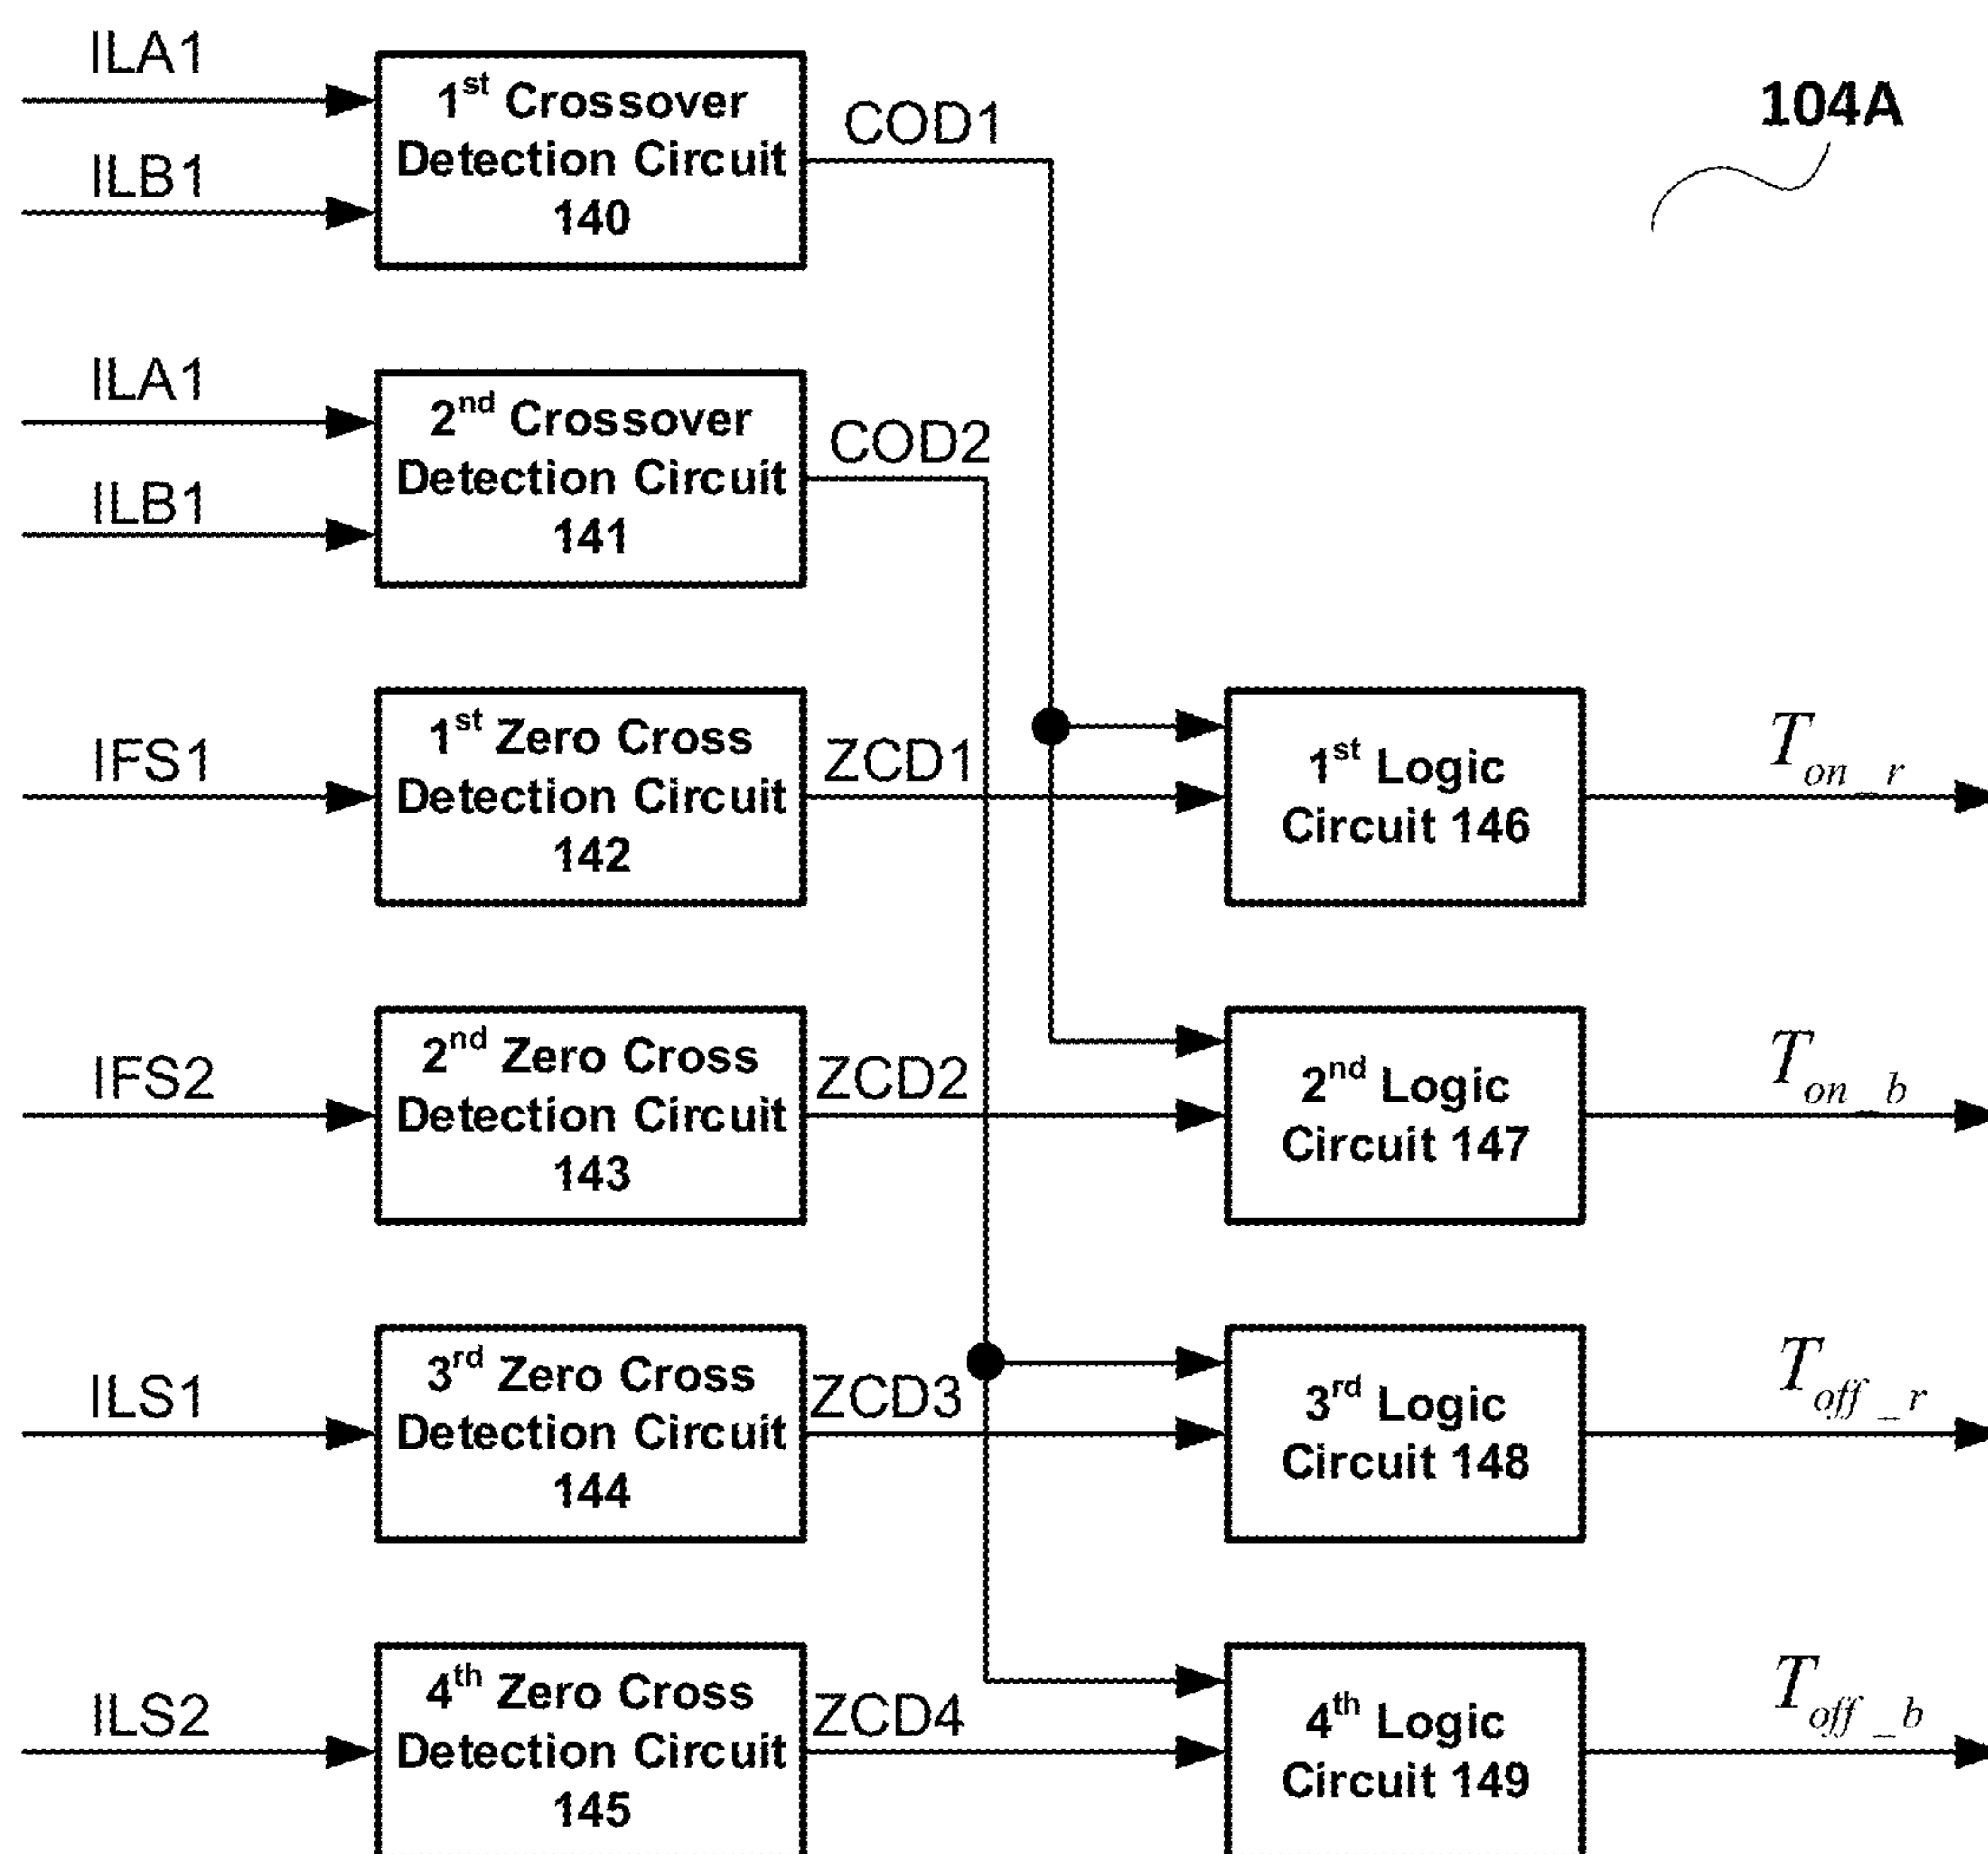 ILA1
ILB1
1st Crossover
Detection Circuit
140
COD1
104A
ILA1
ILB1
2nd Crossover
Detection Circuit
141
COD2
IFS1
1st Zero Cross
Detection Circuit
142
ZCD1
1st Logic
Circuit 146
Ton_r
IFS2
2nd Zero Cross
Detection Circuit
143
ZCD2
2nd Logic
Circuit 147
Ton_b
ILS1
3rd Zero Cross
Detection Circuit
144
ZCD3
3rd Logic
Circuit 148
Toff_r
ILS2
4th Zero Cross
Detection Circuit
145
ZCD4
4th Logic
Circuit 149
Toff_b